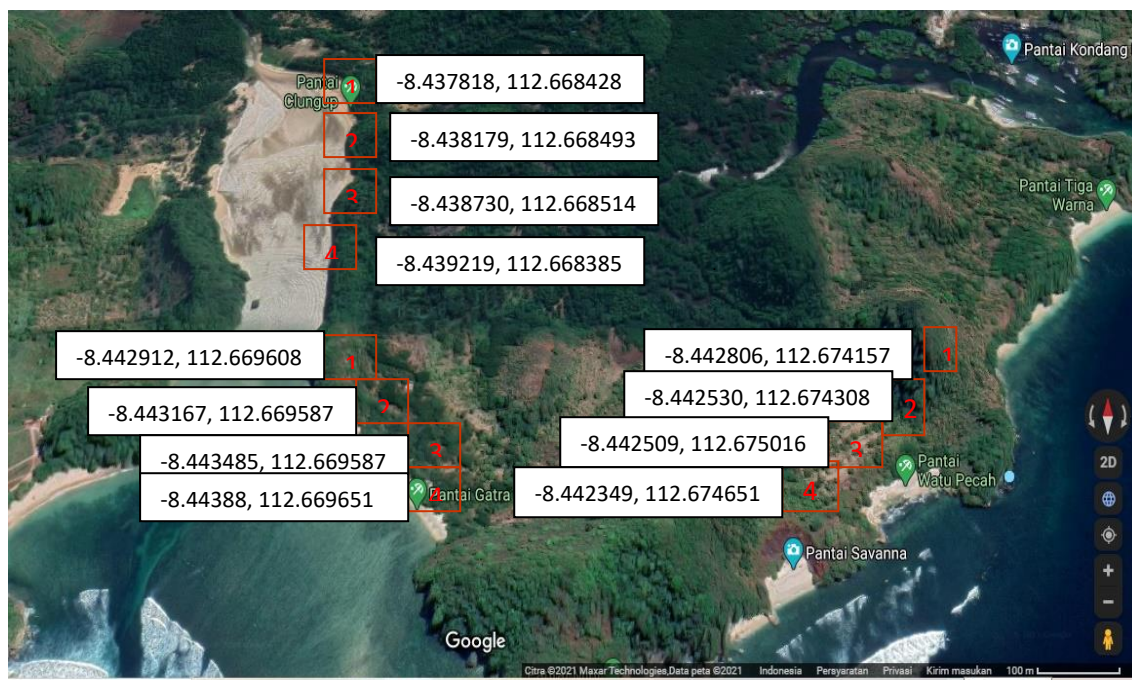 Pantai Kondang
1
-8.437818, 112.668428
Pantai
Clungup
2
-8.438179, 112.668493
3
-8.438730, 112.668514
Pantai Tiga
Warna
4
-8.439219, 112.668385
-8.442912, 112.669608
1
-8.442806, 112.674157
1
-8.443167, 112.669587
2
-8.442530, 112.674308
2
-8.443485, 112.669587
3
-8.442509, 112.675016
3
-8.44388, 112.669651
Pantai Gatra
-8.442349, 112.674651
4
Pantai
Watu Pecah
2D
Pantai Savanna
Google
Citra ©2021 Maxar Technologies,Data peta ©2021 Indonesia Persyaratan Privasi Kirim masukan 100 m